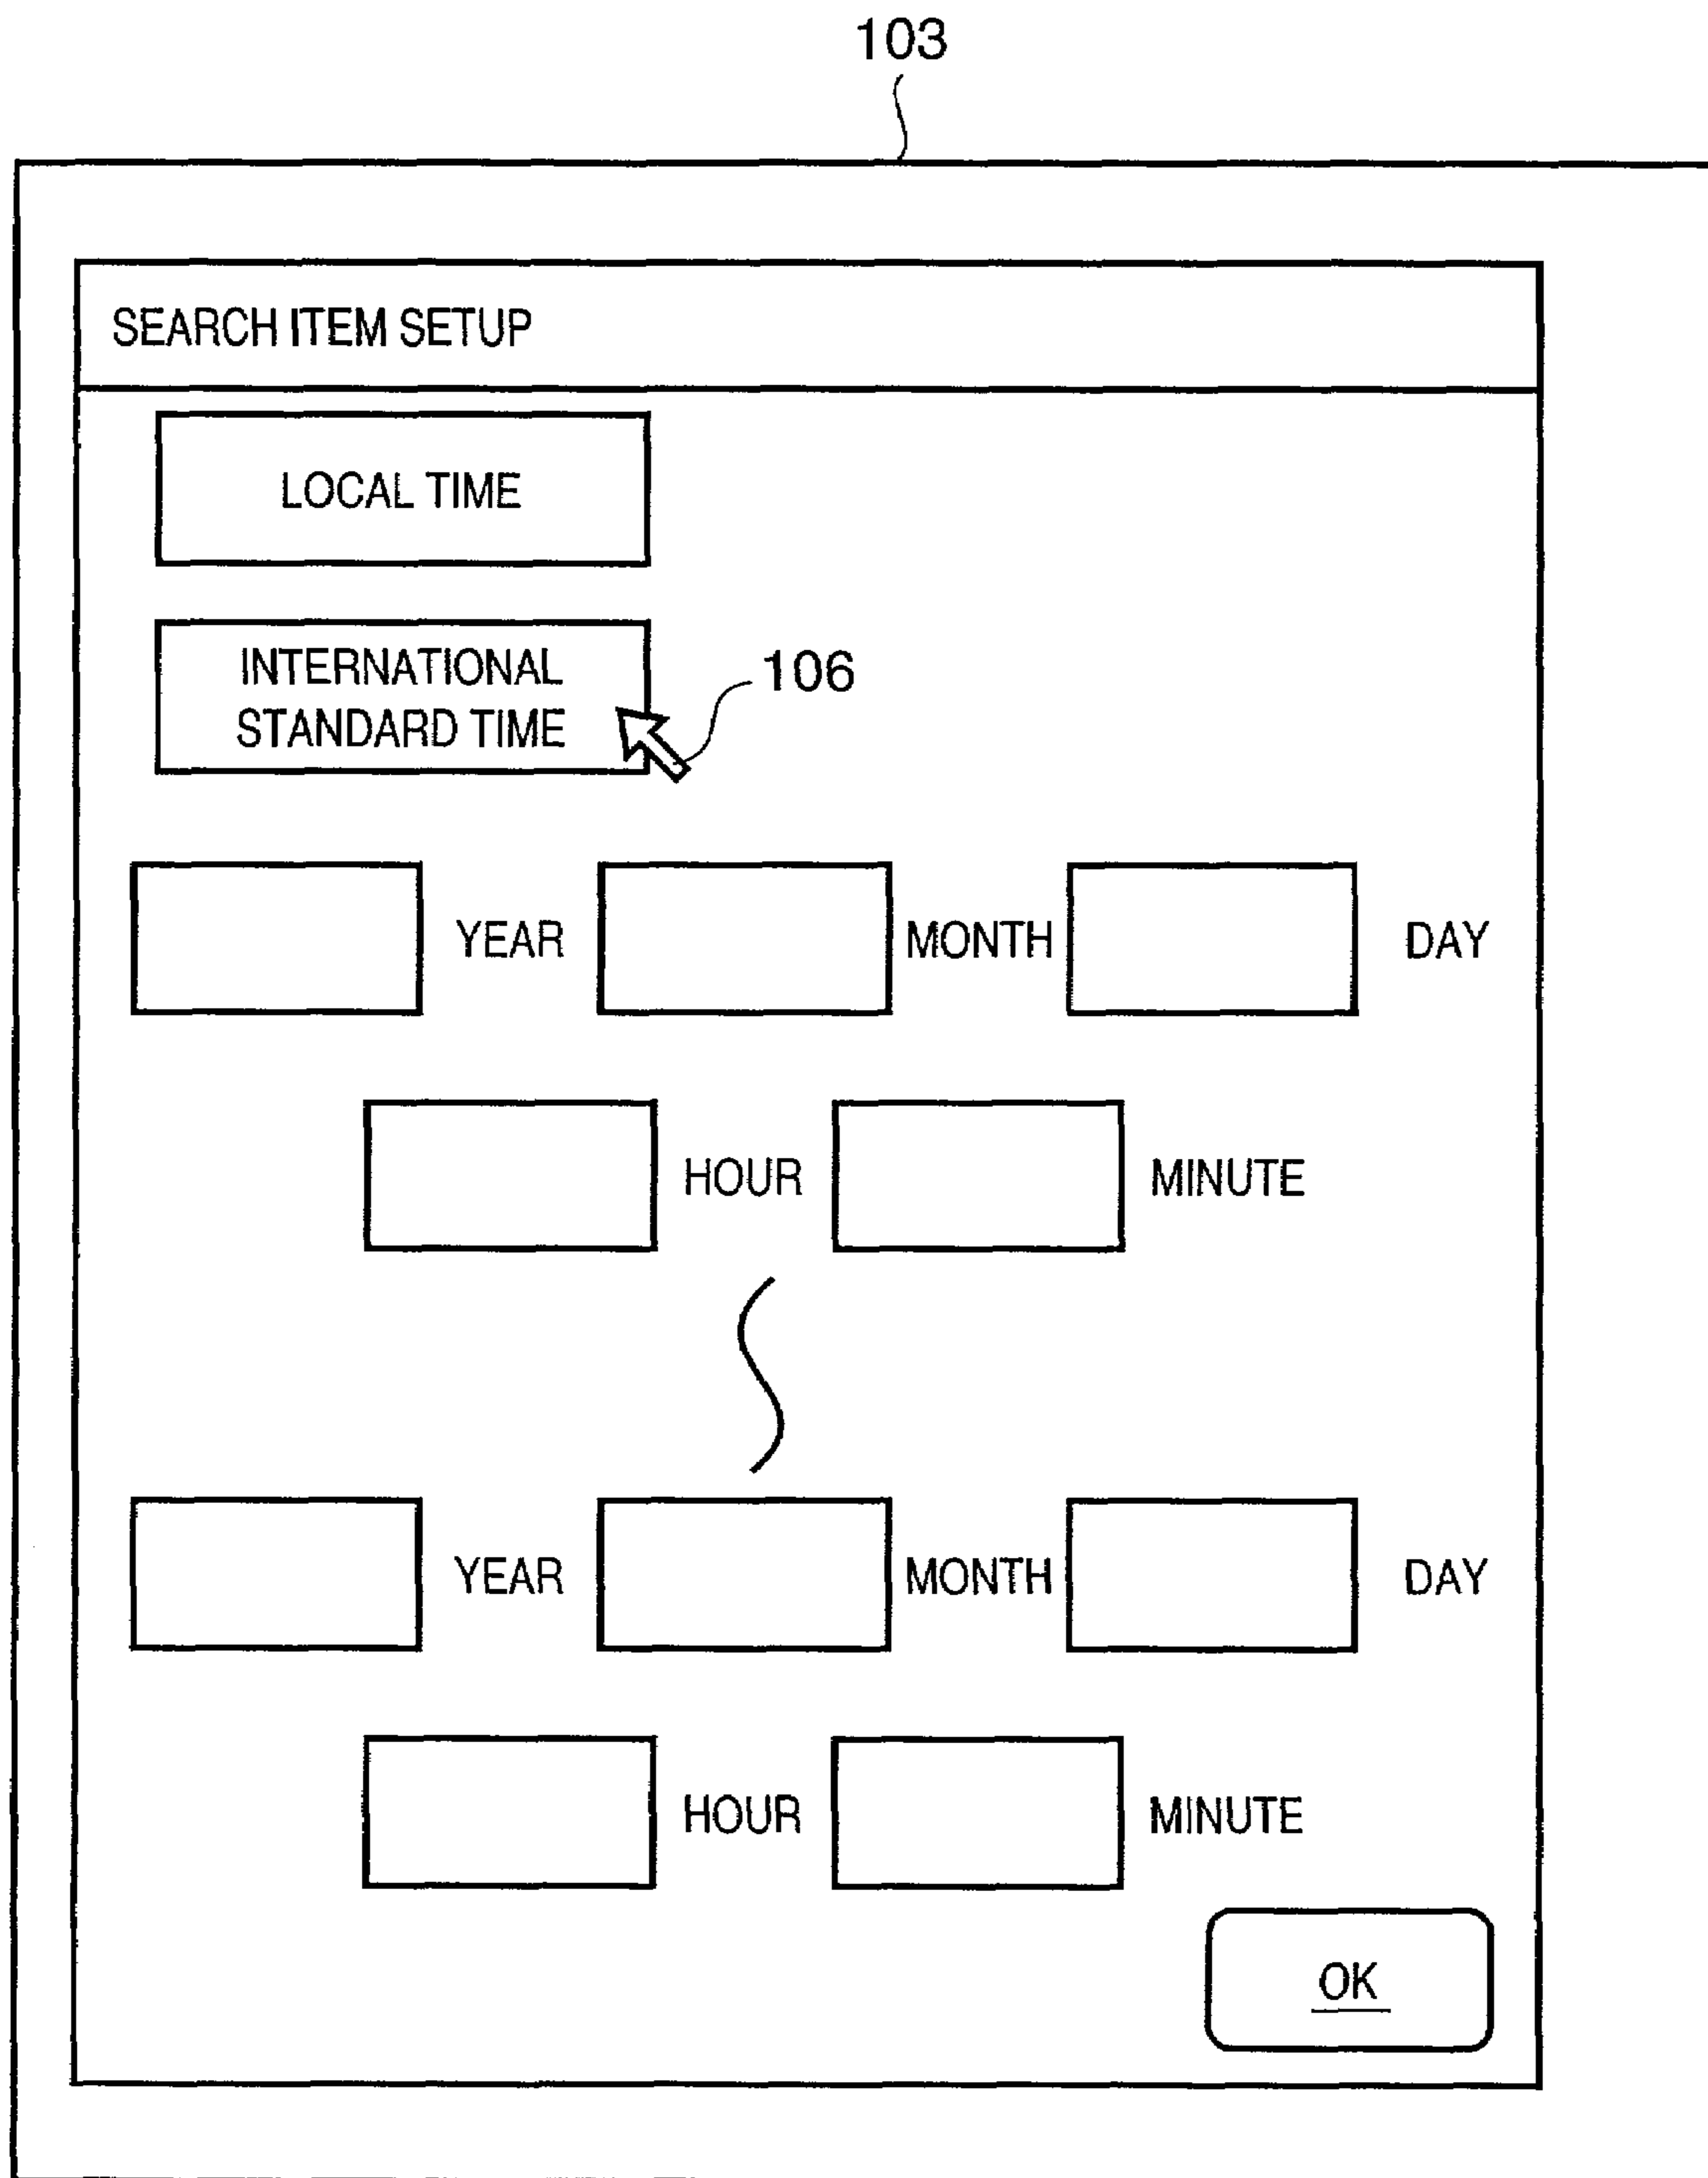 103
SEARCH ITEM SETUP
LOCAL TIME
INTERNATIONAL
STANDARD TIME
106
YEAR MONTH DAY
HOUR MINUTE
YEAR MONTH DAY
HOUR MINUTE
OK